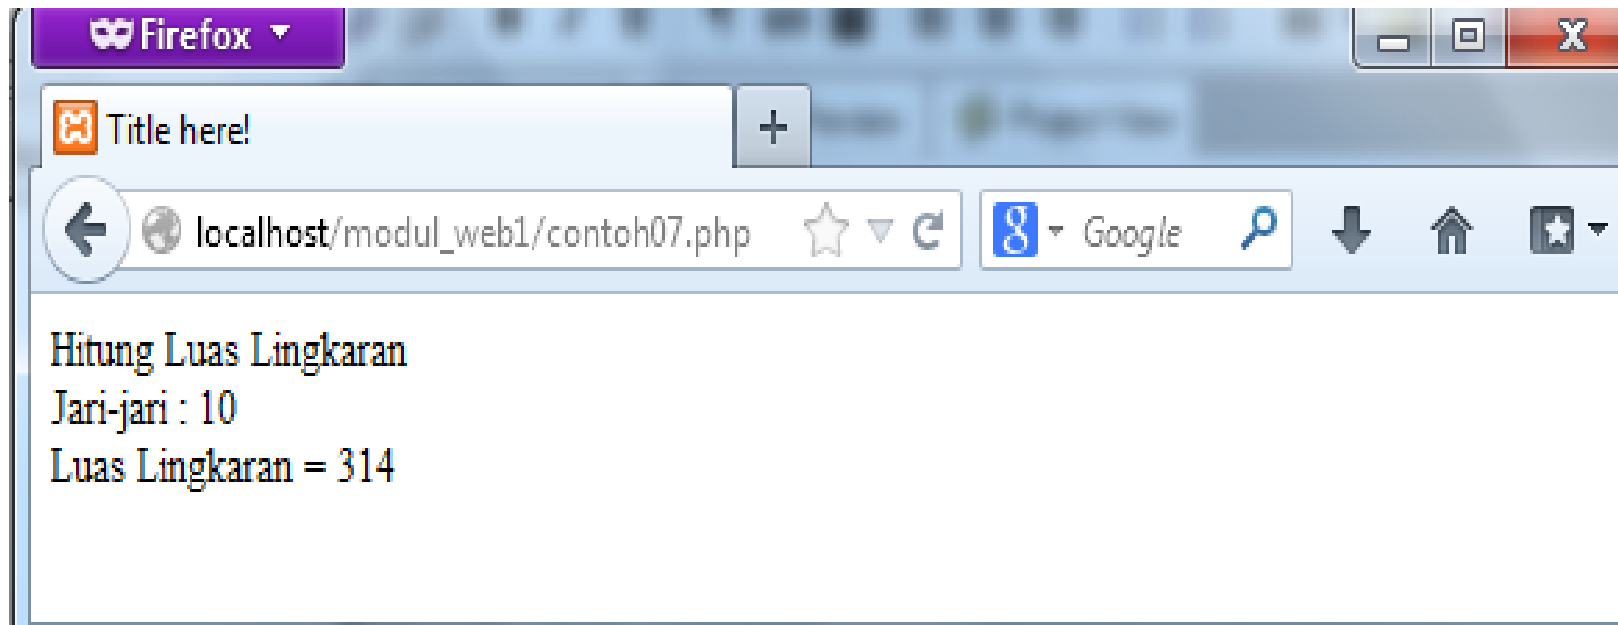 Firefox
Title here!
localhost/modul_web1/contoh07.php
Google
Hitung Luas Lingkaran
Jari-jari : 10
Luas Lingkaran = 314